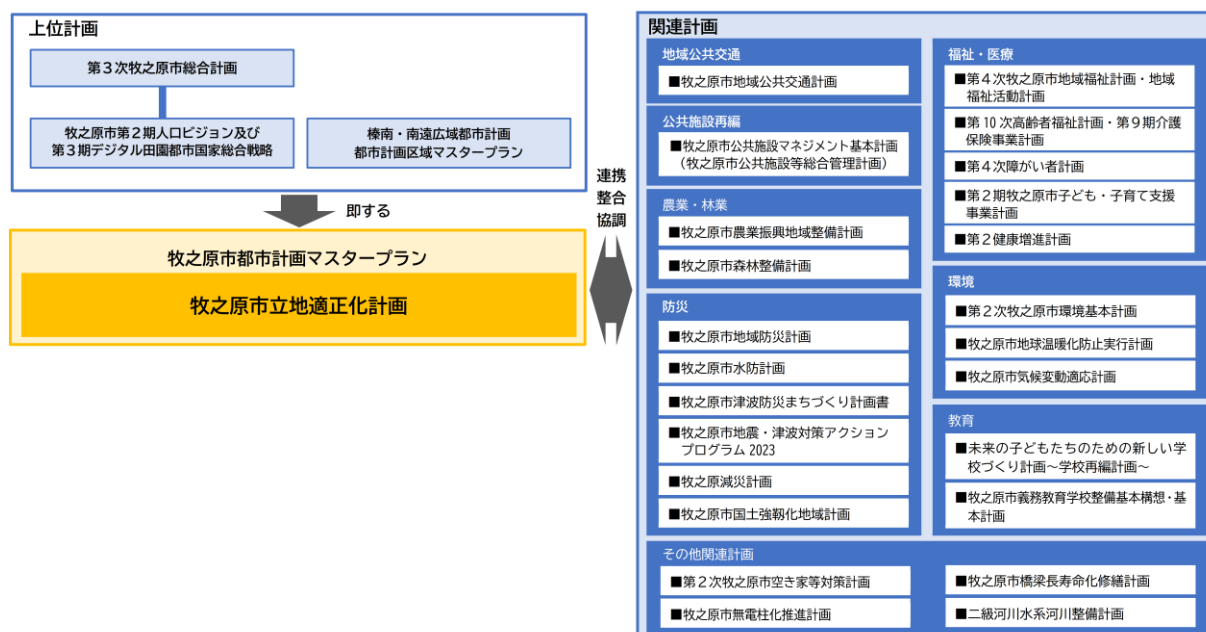 上位計画
第3次牧之原市総合計画
牧之原市第2期人口ビジョン及び
第3期デジタル田園都市国家総合戦略
榛南・南遠広域都市計画
都市計画区域マスタープラン
即する
牧之原市都市計画マスタープラン
牧之原市立地適正化計画
連携
整合
協調
関連計画
地域公共交通
■牧之原市地域公共交通計画
公共施設再編
■牧之原市公共施設マネジメント基本計画
（牧之原市公共施設等総合管理計画）
農業・林業
■牧之原市農業振興地域整備計画
■牧之原市森林整備計画
防災
■牧之原市地域防災計画
■牧之原市水防計画
■牧之原市津波防災まちづくり計画書
■牧之原市地震・津波対策アクション
プログラム 2023
■牧之原減災計画
■牧之原市国土強靱化地域計画
福祉・医療
■第4次牧之原市地域福祉計画・地域
福祉活動計画
■第 10 次高齢者福祉計画・第9期介護
保険事業計画
■第4次障がい者計画
■第2期牧之原市子ども・子育て支援
事業計画
■第2健康増進計画
環境
■第2次牧之原市環境基本計画
■牧之原市地球温暖化防止実行計画
■牧之原市気候変動適応計画
教育
■未来の子どもたちのための新しい学
校づくり計画～学校再編計画～
■牧之原市義務教育学校整備基本構想・基
本計画
その他関連計画
■第2次牧之原市空き家等対策計画
■牧之原市無電柱化推進計画
■牧之原市橋梁長寿命化修繕計画
■二級河川水系河川整備計画